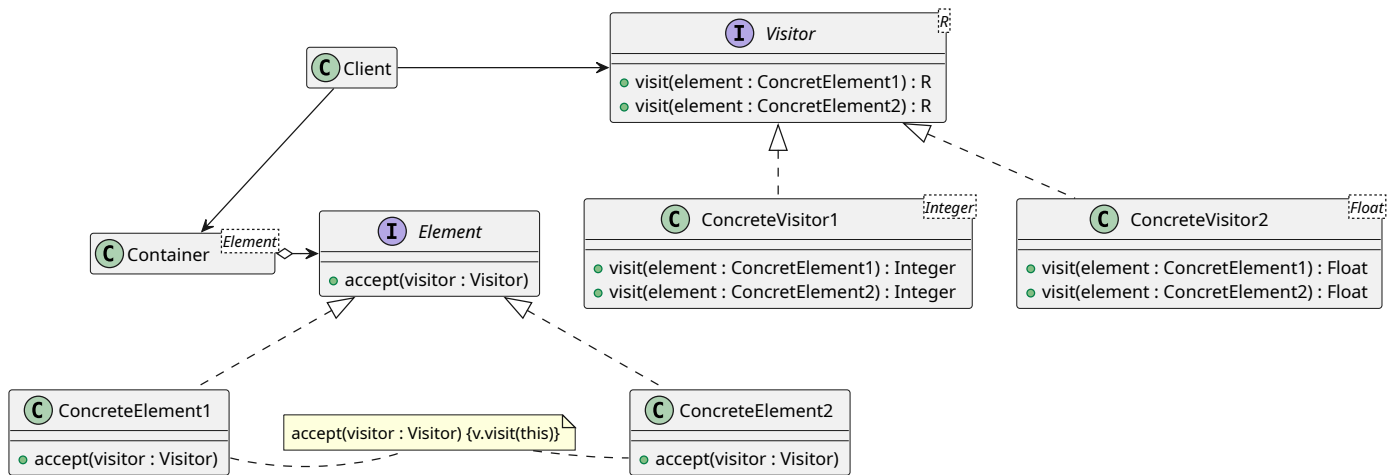 I Visitor R
+ visit(element : ConcretElement1) : R
+ visit(element : ConcretElement2) : R
C Client
C ConcreteVisitor1 Integer
+ visit(element : ConcretElement1) : Integer
+ visit(element : ConcretElement2) : Integer
C ConcreteVisitor2 Float
+ visit(element : ConcretElement1) : Float
+ visit(element : ConcretElement2) : Float
C Container Element
I Element
accept(visitor : Visitor)
C ConcreteElement1
accept(visitor : Visitor)
accept(visitor : Visitor) {v.visit(this)}
C ConcreteElement2
accept(visitor : Visitor)